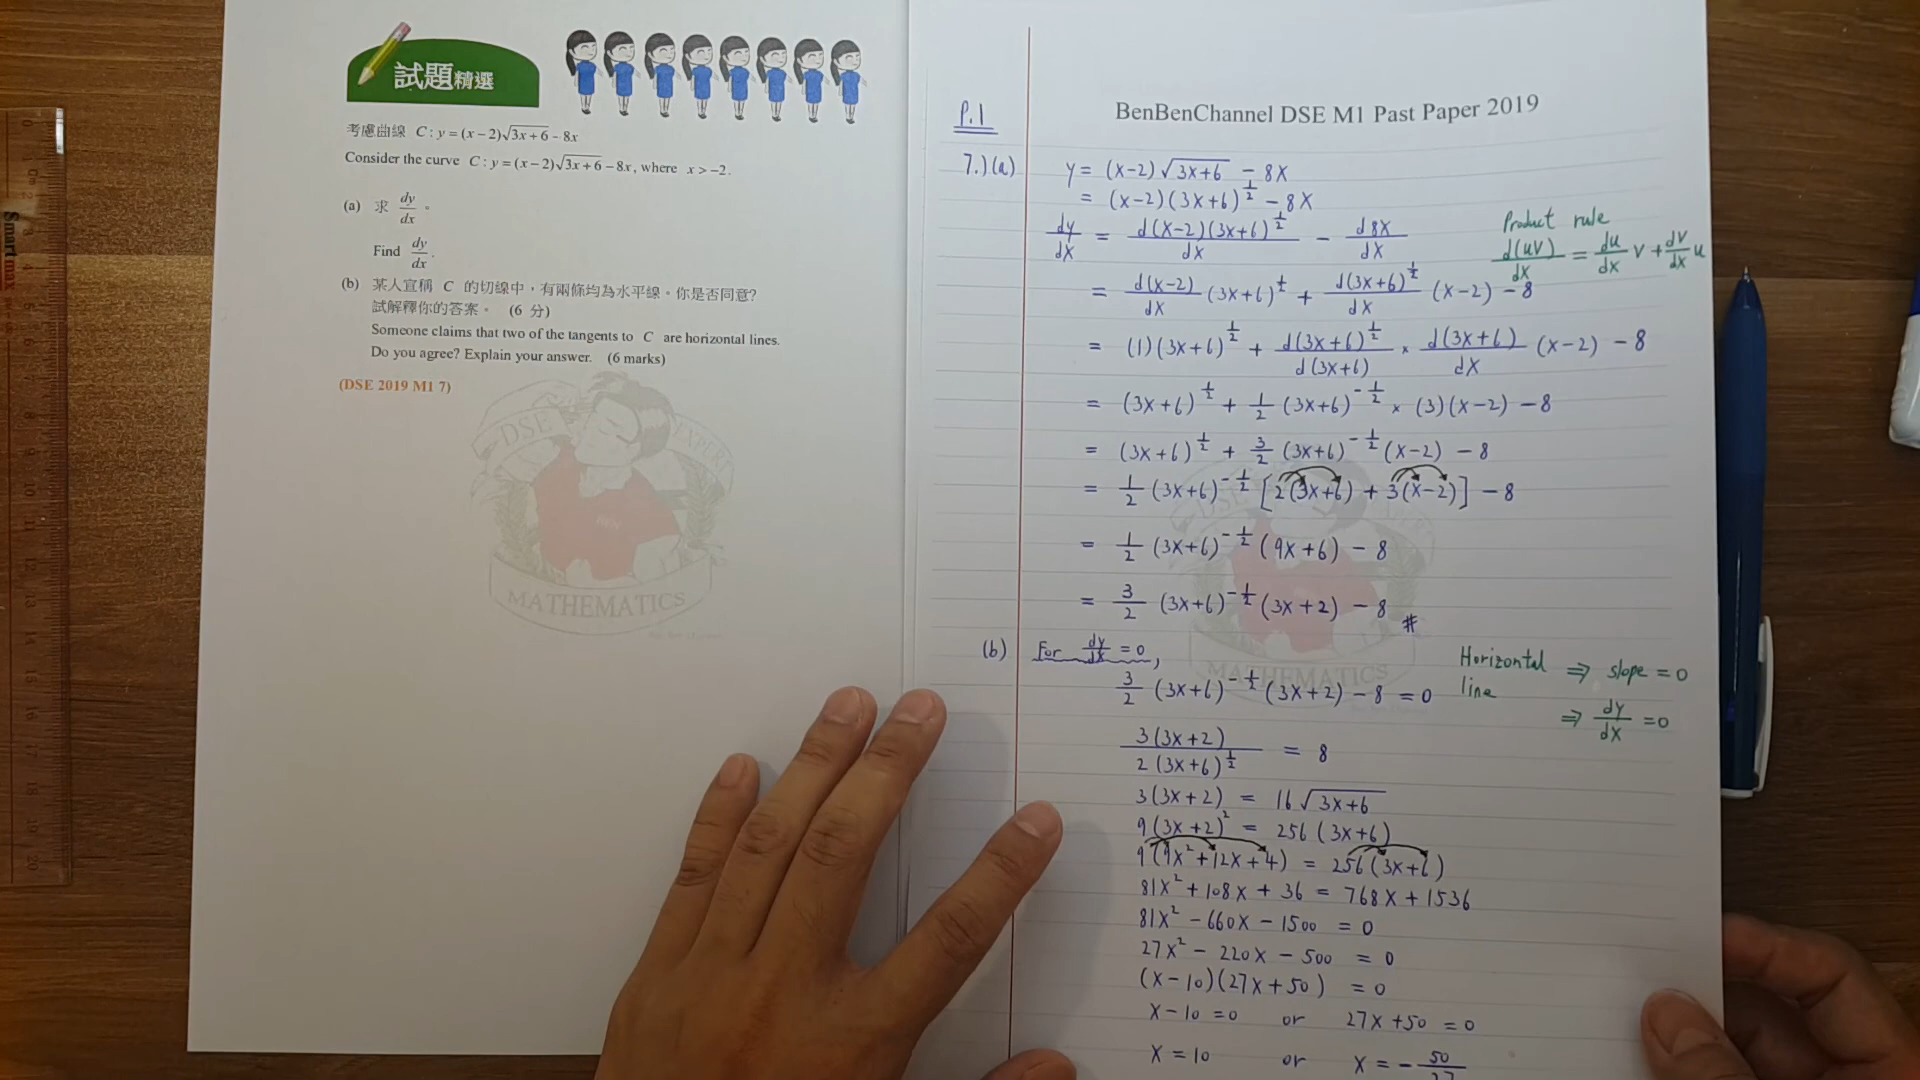 試題精選
考慮曲線 C : y = (x − 2)√(3x + 6) − 8x
Consider the curve C : y = (x − 2)√(3x + 6) − 8x, where x > −2.
(a) 求 dy/dx 。
Find dy/dx.
(b) 某人宣稱 C 的切線中，有兩條均為水平線。你是否同意?
試解釋你的答案。 (6 分)
Someone claims that two of the tangents to C are horizontal lines.
Do you agree? Explain your answer. (6 marks)
(DSE 2019 M1 7)
DSE
MATHEMATICS
BenBenChannel DSE M1 Past Paper 2019
P.1
7.)(a) y = (x-2)√(3x+6) - 8x
= (x-2)(3x+6)^(1/2) - 8x
dy/dx = d(x-2)(3x+6)^(1/2)/dx - d8x/dx
Product rule
d(uv)/dx = du/dx v + dv/dx u
= d(x-2)/dx (3x+6)^(1/2) + d(3x+6)^(1/2)/dx (x-2) - 8
= (1)(3x+6)^(1/2) + d(3x+6)^(1/2)/d(3x+6) × d(3x+6)/dx (x-2) - 8
= (3x+6)^(1/2) + 1/2 (3x+6)^(-1/2) × (3)(x-2) - 8
= (3x+6)^(1/2) + 3/2 (3x+6)^(-1/2) (x-2) - 8
= 1/2 (3x+6)^(-1/2) [2(3x+6) + 3(x-2)] - 8
= 1/2 (3x+6)^(-1/2) (9x+6) - 8
= 3/2 (3x+6)^(-1/2) (3x+2) - 8 #
(b) For dy/dx = 0,
Horizontal line ⇒ slope = 0
⇒ dy/dx = 0
3/2 (3x+6)^(-1/2) (3x+2) - 8 = 0
3(3x+2)/2(3x+6)^(1/2) = 8
3(3x+2) = 16√(3x+6)
9(3x+2)² = 256(3x+6)
9(9x²+12x+4) = 256(3x+6)
81x² + 108x + 36 = 768x + 1536
81x² - 660x - 1500 = 0
27x² - 220x - 500 = 0
(x-10)(27x+50) = 0
x-10 = 0 or 27x+50 = 0
x = 10 or x = -50/27
MATHEMATICS